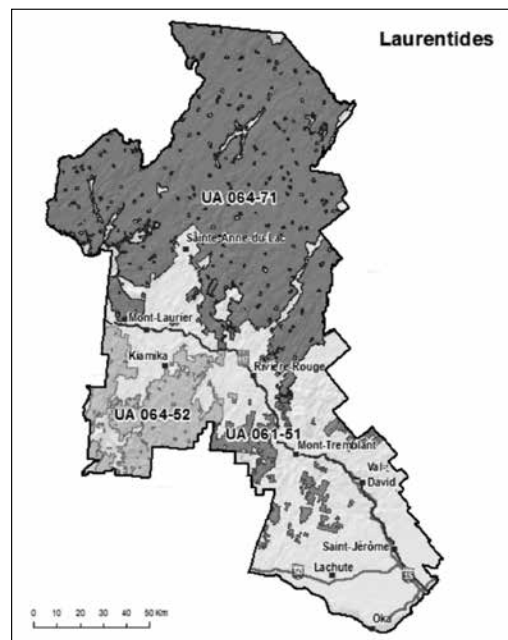 Laurentides
UA 064-71
Sainte-Anne-du-Lac
Mont-Laurier
Kiamika
Rivière-Rouge
UA 064-52
UA 061-51
Mont-Tremblant
Val-
David
Saint-Jérôme
Lachute
Oka
0 10 20 30 40 50 Km